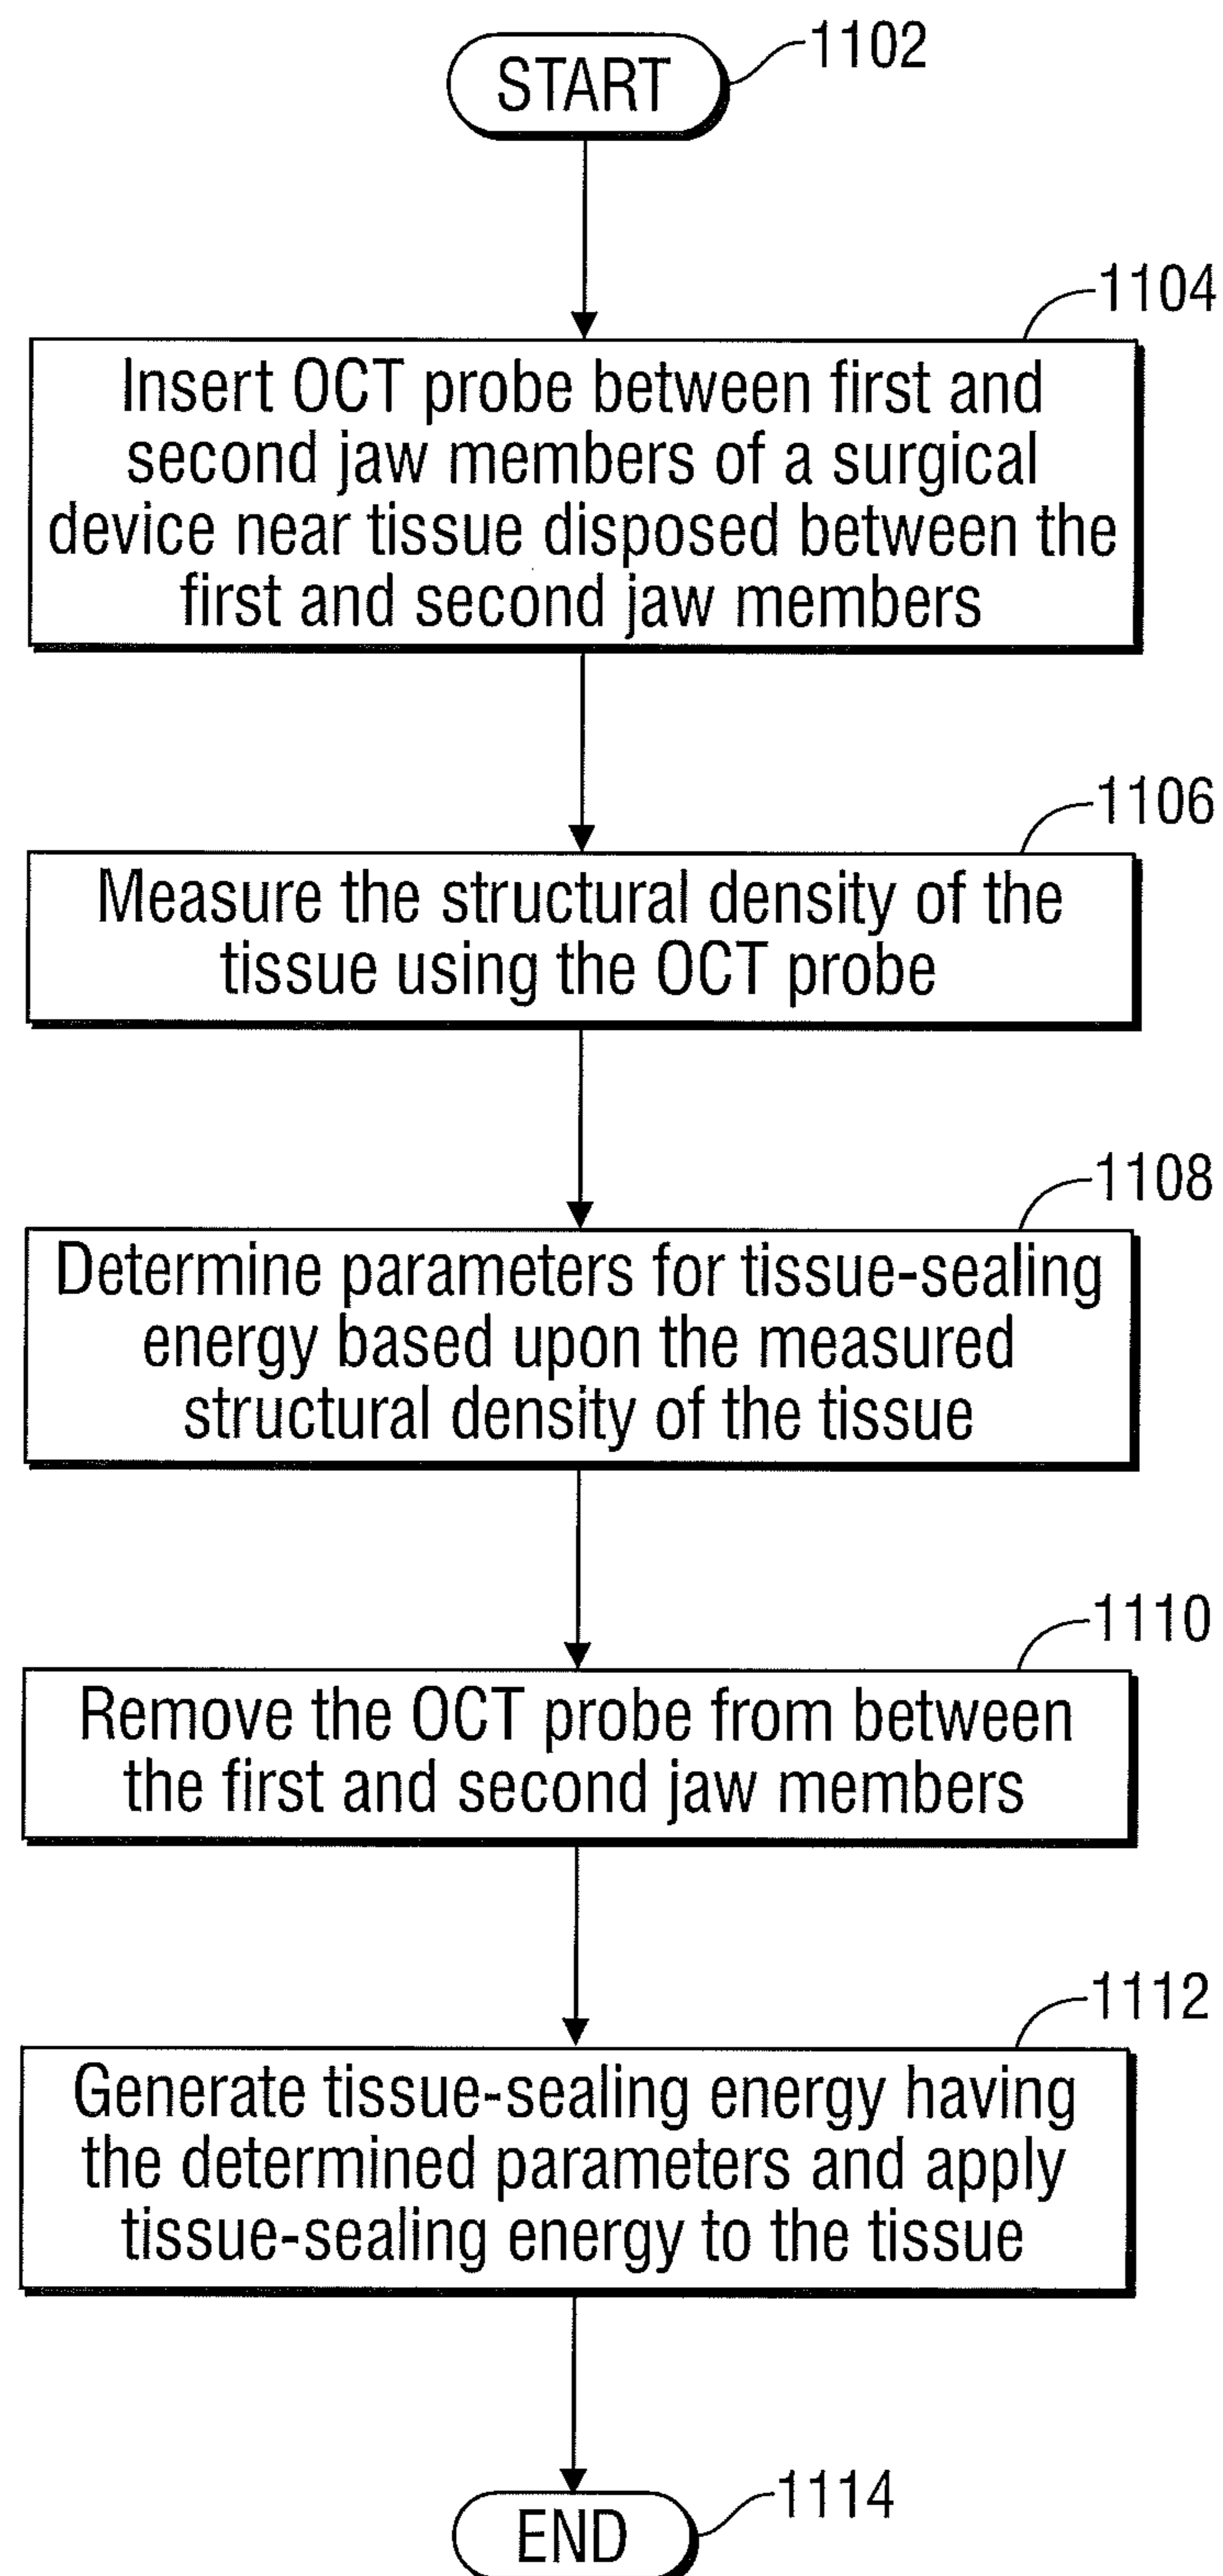 START
1102
1104
Insert OCT probe between first and
second jaw members of a surgical
device near tissue disposed between the
first and second jaw members
1106
Measure the structural density of the
tissue using the OCT probe
1108
Determine parameters for tissue-sealing
energy based upon the measured
structural density of the tissue
1110
Remove the OCT probe from between
the first and second jaw members
1112
Generate tissue-sealing energy having
the determined parameters and apply
tissue-sealing energy to the tissue
1114
END